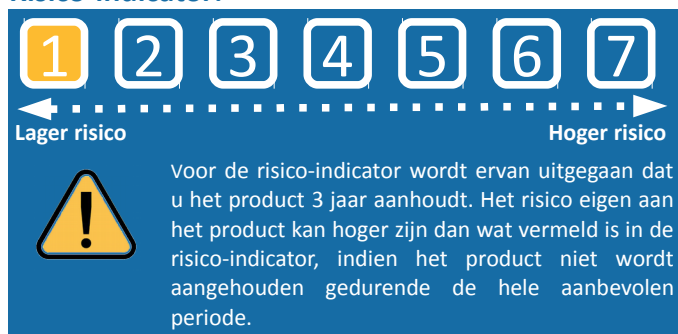 1 2 3 4 5 6 7
Lager risico Hoger risico
Voor de risico-indicator wordt ervan uitgegaan dat
u het product 3 jaar aanhoudt. Het risico eigen aan
het product kan hoger zijn dan wat vermeld is in de
risico-indicator, indien het product niet wordt
aangehouden gedurende de hele aanbevolen
periode.